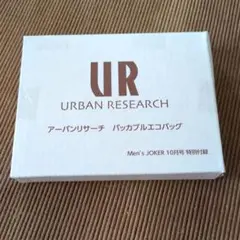 UR
URBAN RESEARCH
アーバンリサーチ パッカブルエコバッグ
Men's JOKER 10月号 特別付録